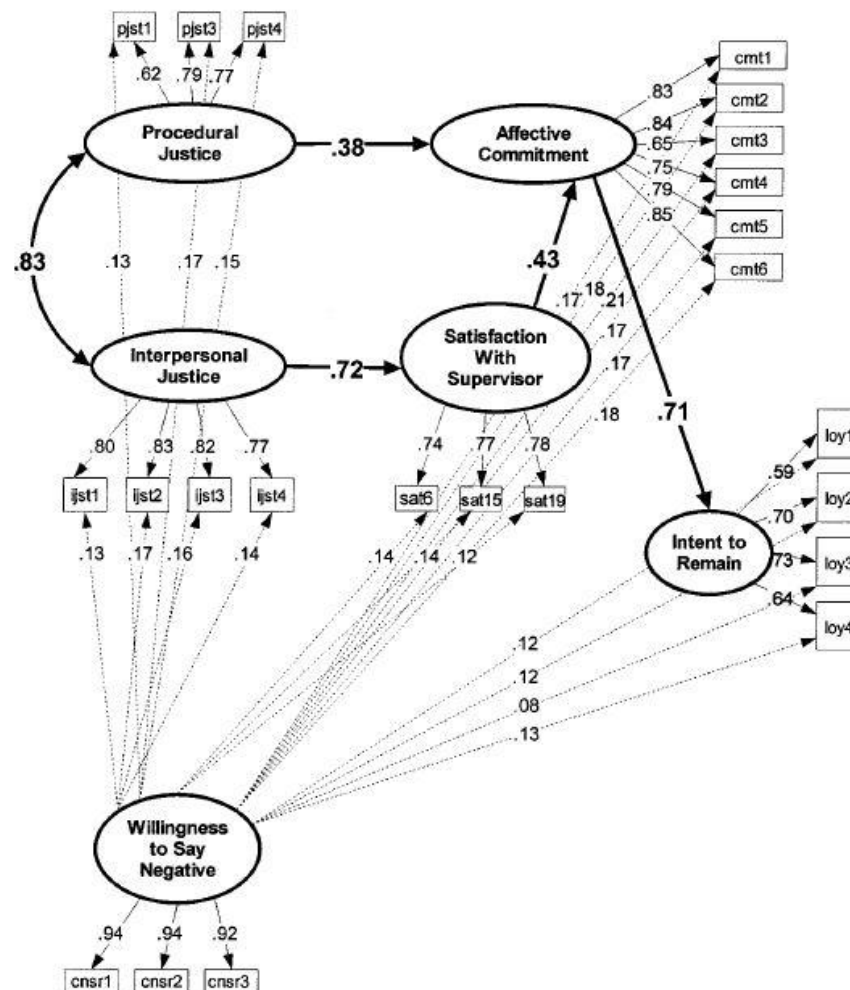 pjst1 pjst3 pjst4
.62 .79 .77
Procedural
Justice
.38
Affective
Commitment
cmt1
cmt2
cmt3
cmt4
cmt5
cmt6
.83
.84
.65
.75
.79
.85
.83
.13 .17 .15
.43
.17 .18 .21
.17
.17
.18
Interpersonal
Justice
.72
Satisfaction
With
Supervisor
.71
.80 .83 .82 .77
ijst1 ijst2 ijst3 ijst4
.74 .77 .78
sat6 sat15 sat19
.13 .17 .16 .14
.14 .14 .12
Intent to
Remain
.59
.70
.73
.64
loy1
loy2
loy3
loy4
.12
.12
08
.13
Willingness
to Say
Negative
.94 .94 .92
cnsr1 cnsr2 cnsr3